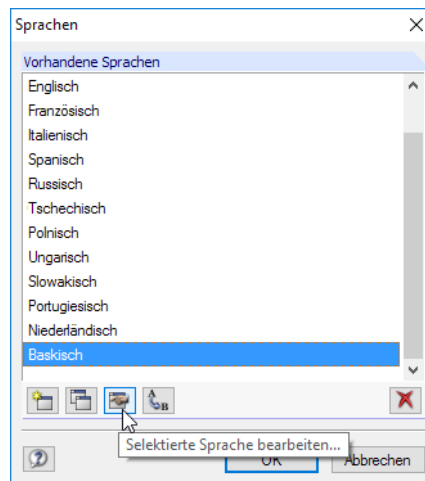 Sprachen
Vorhandene Sprachen
Englisch
Französisch
Italienisch
Spanisch
Russisch
Tschechisch
Polnisch
Ungarisch
Slowakisch
Portugiesisch
Niederländisch
Baskisch
A B
Selektierte Sprache bearbeiten...
OK Abbrechen